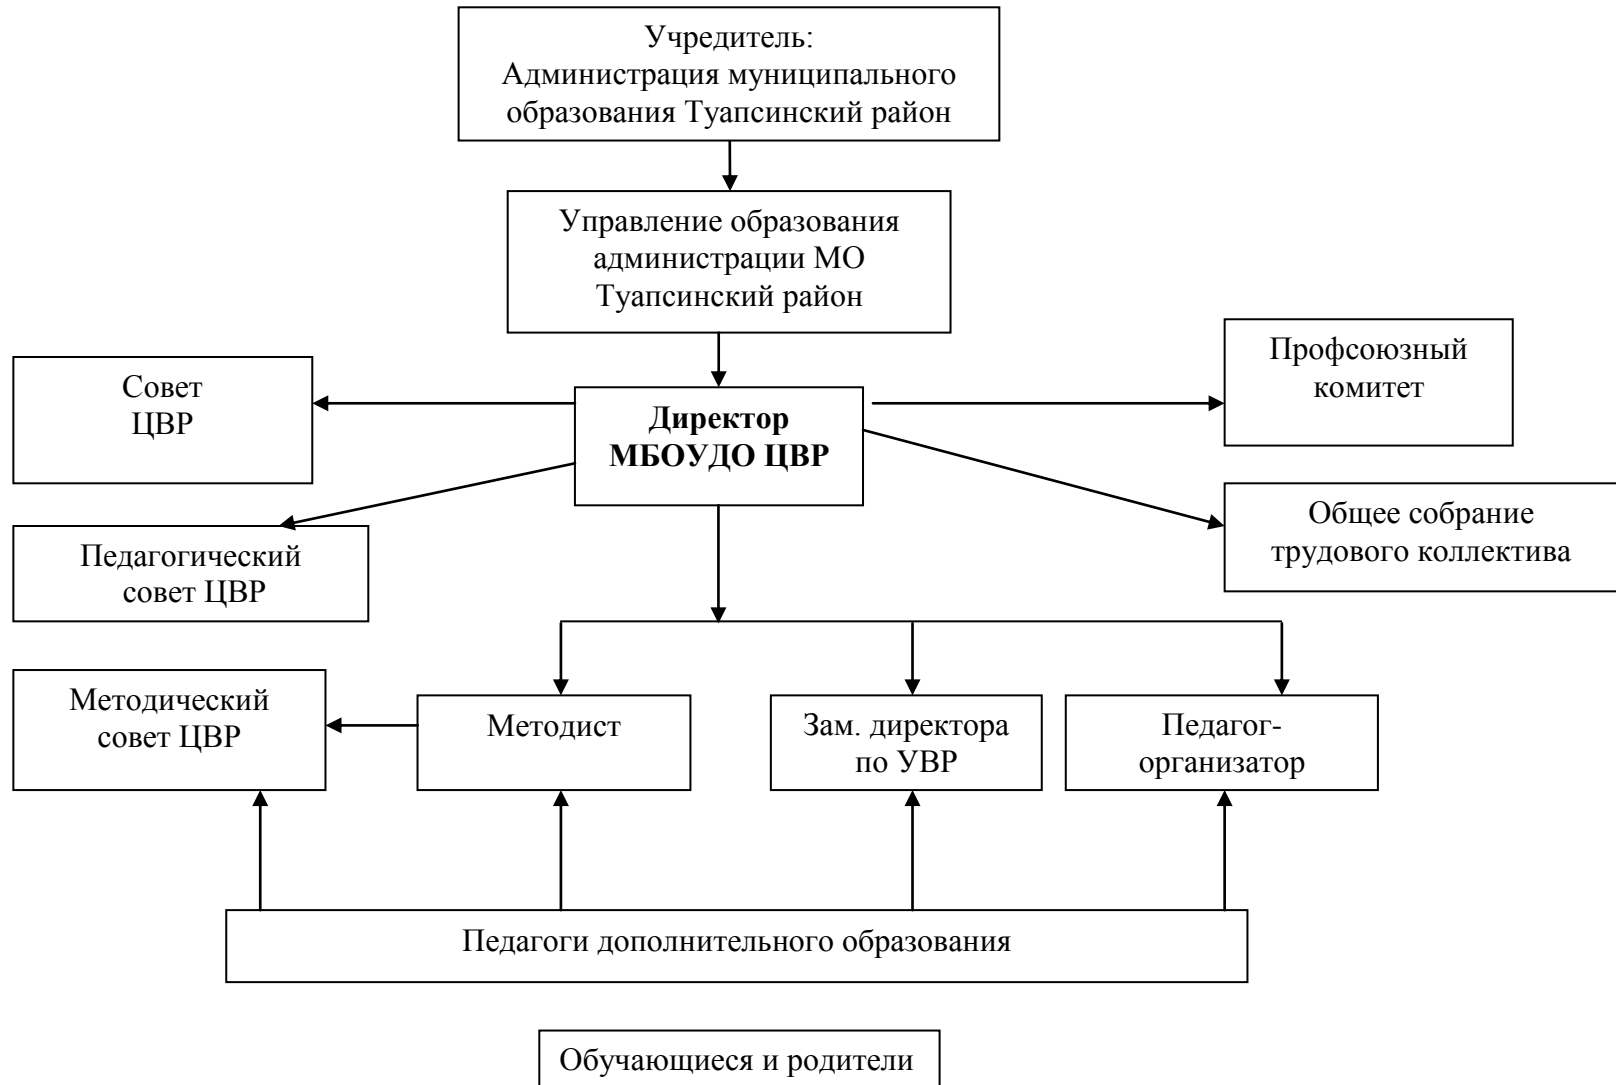 Учредитель:
Администрация муниципального
образования Туапсинский район
Управление образования
администрации МО
Туапсинский район
Совет
ЦВР
Директор
МБОУДО ЦВР
Профсоюзный
комитет
Педагогический
совет ЦВР
Общее собрание
трудового коллектива
Методический
совет ЦВР
Методист
Зам. директора
по УВР
Педагог-
организатор
Педагоги дополнительного образования
Обучающиеся и родители